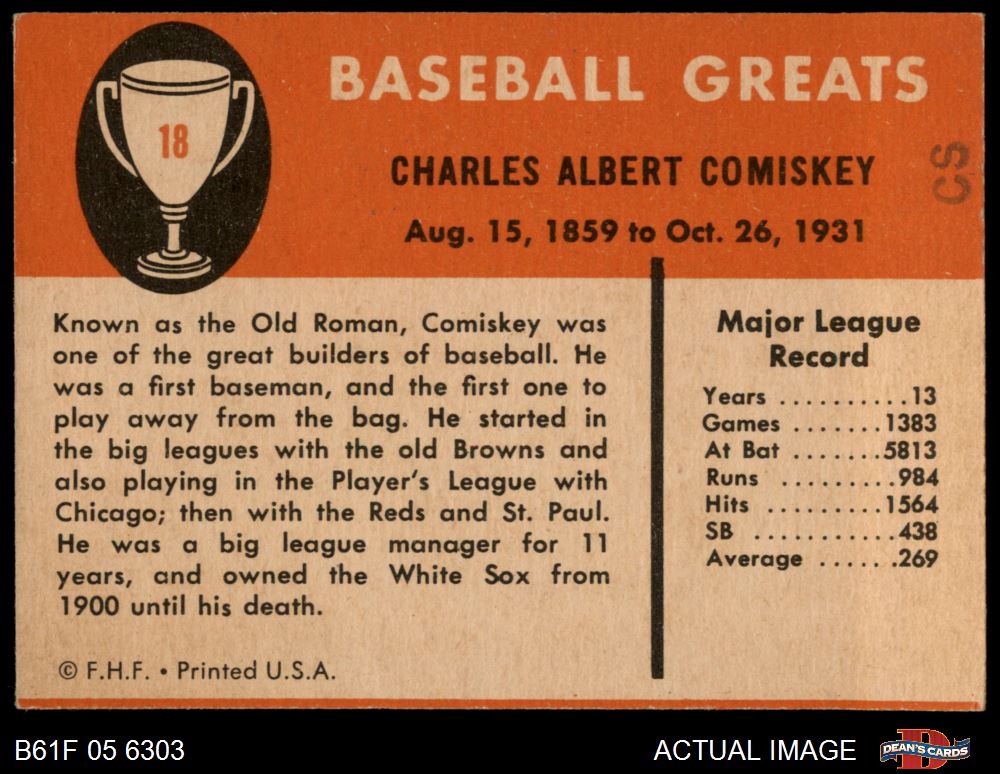 18
BASEBALL GREATS
CHARLES ALBERT COMISKEY
CS
Aug. 15, 1859 to Oct. 26, 1931
Known as the Old Roman, Comiskey was
one of the great builders of baseball. He
was a first baseman, and the first one to
play away from the bag. He started in
the big leagues with the old Browns and
also playing in the Player's League with
Chicago; then with the Reds and St. Paul.
He was a big league manager for 11
years, and owned the White Sox from
1900 until his death.
© F.H.F. • Printed U.S.A.
Major League
Record
Years ..........13
Games .......1383
At Bat .......5813
Runs .........984
Hits .........1564
SB ...........438
Average ......269
B61F 05 6303
ACTUAL IMAGE
DEAN'S CARDS